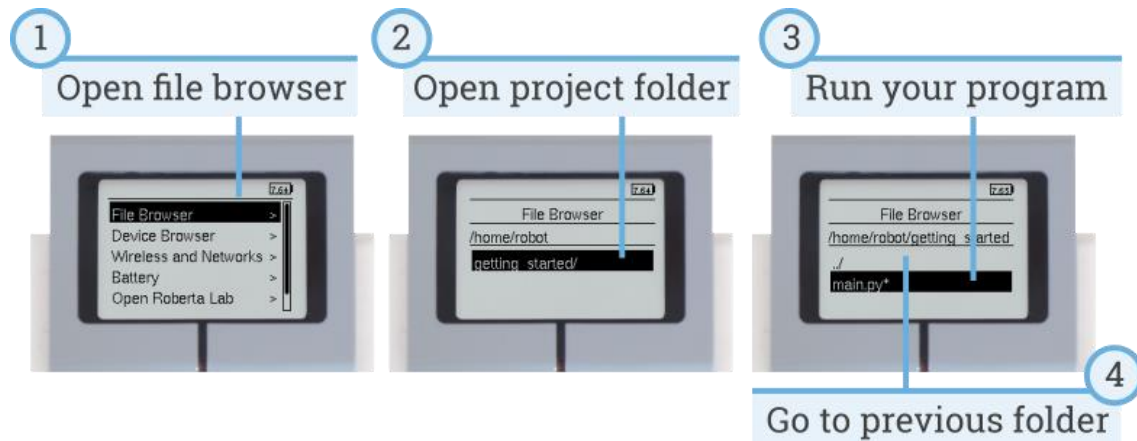 1
Open file browser
7.64
File Browser >
Device Browser >
Wireless and Networks >
Battery >
Open Roberta Lab >
2
Open project folder
7.64
File Browser
/home/robot
getting_started/
3
Run your program
7.63
File Browser
/home/robot/getting_started
../
main.py*
4
Go to previous folder